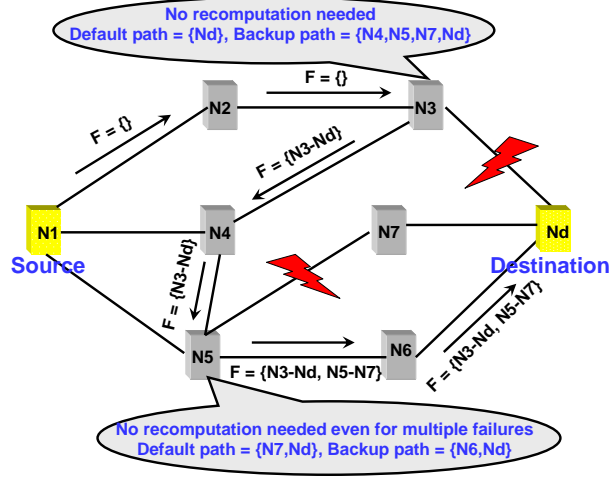 No recomputation needed
Default path = {Nd}, Backup path = {N4,N5,N7,Nd}
F = {}
N2
N3
F = {}
F = {N3-Nd}
N1
N4
N7
Nd
Source
Destination
F = {N3-Nd}
N5
N6
F = {N3-Nd, N5-N7}
F = {N3-Nd, N5-N7}
No recomputation needed even for multiple failures
Default path = {N7,Nd}, Backup path = {N6,Nd}